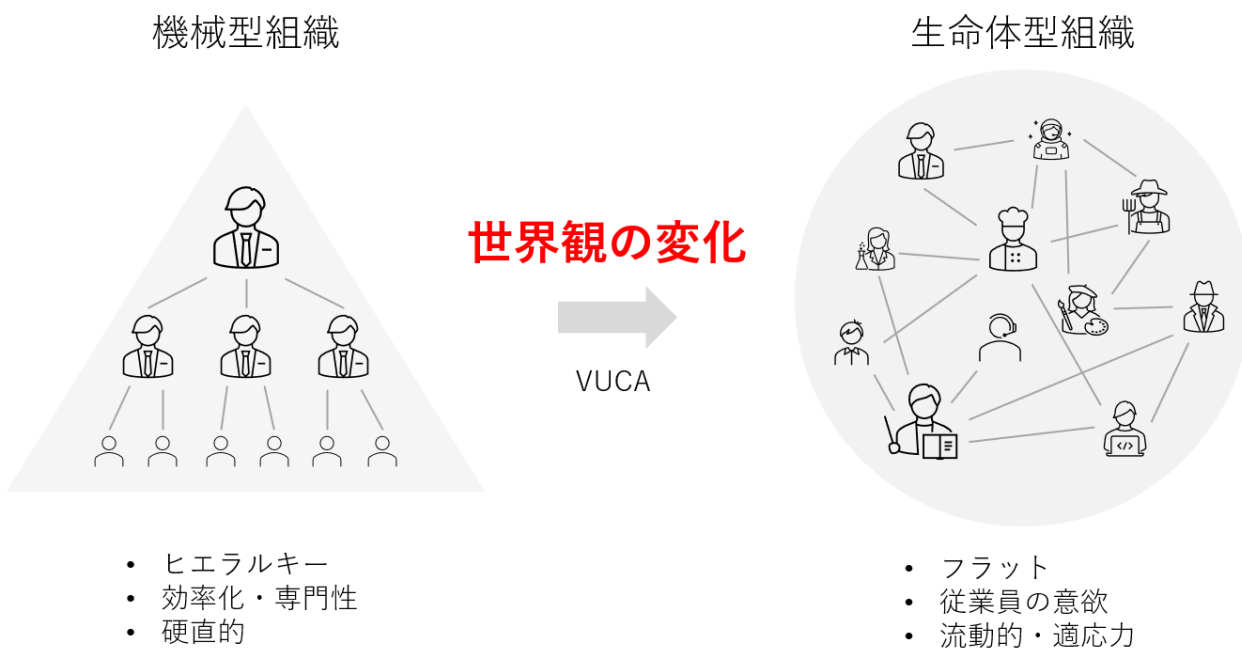 機械型組織
生命体型組織
世界観の変化
VUCA
</>
• ヒエラルキー
• 効率化・専門性
• 硬直的
• フラット
• 従業員の意欲
• 流動的・適応力